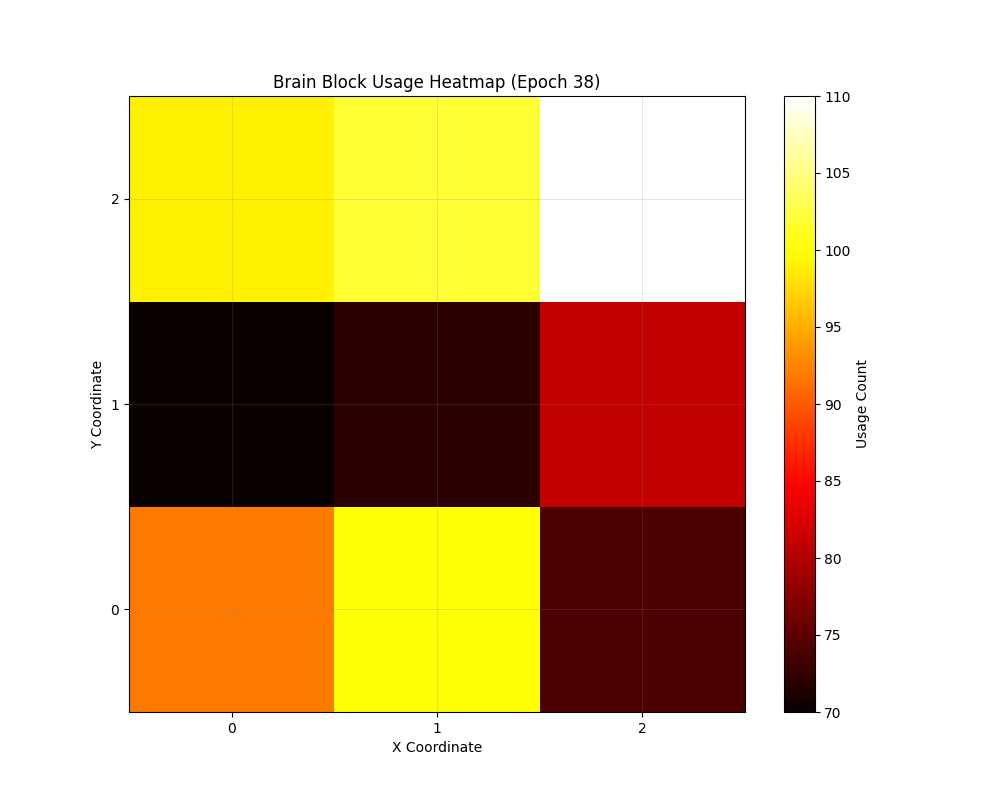 Brain Block Usage Heatmap (Epoch 38)
2
1
0
Y Coordinate
0 1 2
X Coordinate
110
105
100
95
90
85
80
75
70
Usage Count